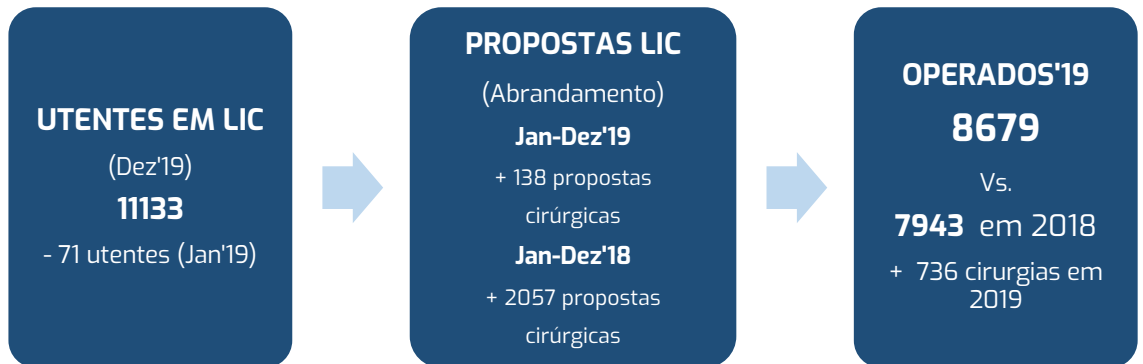 UTENTES EM LIC
(Dez'19)
11133
- 71 utentes (Jan'19)
PROPOSTAS LIC
(Abrandamento)
Jan-Dez'19
+ 138 propostas
cirúrgicas
Jan-Dez'18
+ 2057 propostas
cirúrgicas
OPERADOS'19
8679
Vs.
7943 em 2018
+ 736 cirurgias em
2019